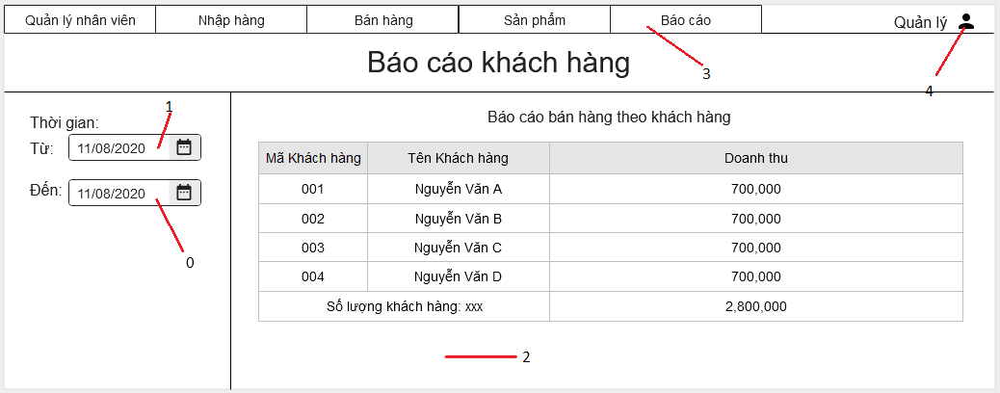 Quản lý nhân viên Nhập hàng Bán hàng Sản phẩm Báo cáo Quản lý
3
4
Báo cáo khách hàng
1
Thời gian:
Từ: 11/08/2020
Đến: 11/08/2020
0
Báo cáo bán hàng theo khách hàng
Mã Khách hàng Tên Khách hàng Doanh thu
001 Nguyễn Văn A 700,000
002 Nguyễn Văn B 700,000
003 Nguyễn Văn C 700,000
004 Nguyễn Văn D 700,000
Số lượng khách hàng: xxx 2,800,000
2